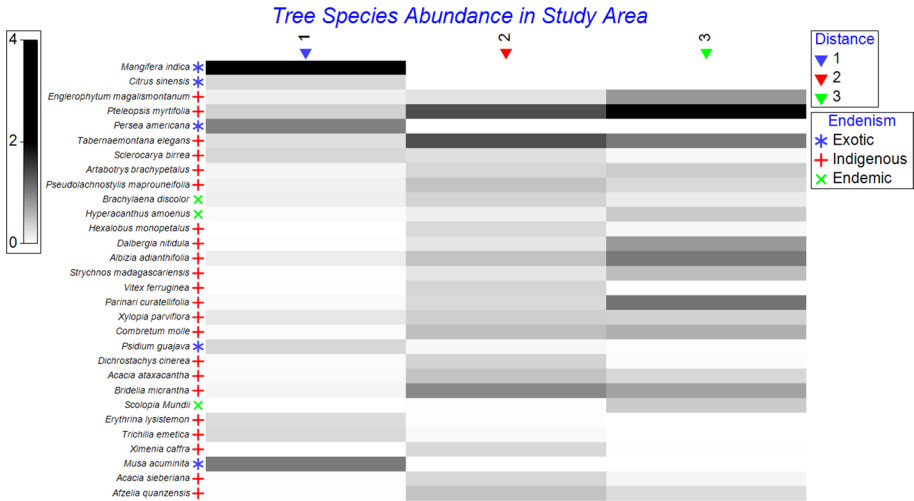 Tree Species Abundance in Study Area
4
2
0
1
2
3
Mangifera indica
Citrus sinensis
Englerophytum magalismontanum
Pteleopsis myrtifolia
Persea americana
Tabernaemontana elegans
Sclerocarya birrea
Artabotrys brachypetalus
Pseudolachnostylis maprouneifolia
Brachylaena discolor
Hyperacanthus amoenus
Hexalobus monopetalus
Dalbergia nitidula
Albizia adianthifolia
Strychnos madagascariensis
Vitex ferruginea
Parinari curatellifolia
Xylopia parviflora
Combretum molle
Psidium guajava
Dichrostachys cinerea
Acacia ataxacantha
Bridelia micrantha
Scolopia Mundii
Erythrina lysistemon
Trichilia emetica
Ximenia caffra
Musa acuminita
Acacia sieberiana
Afzelia quanzensis
Distance
1
2
3
Endenism
Exotic
Indigenous
Endemic